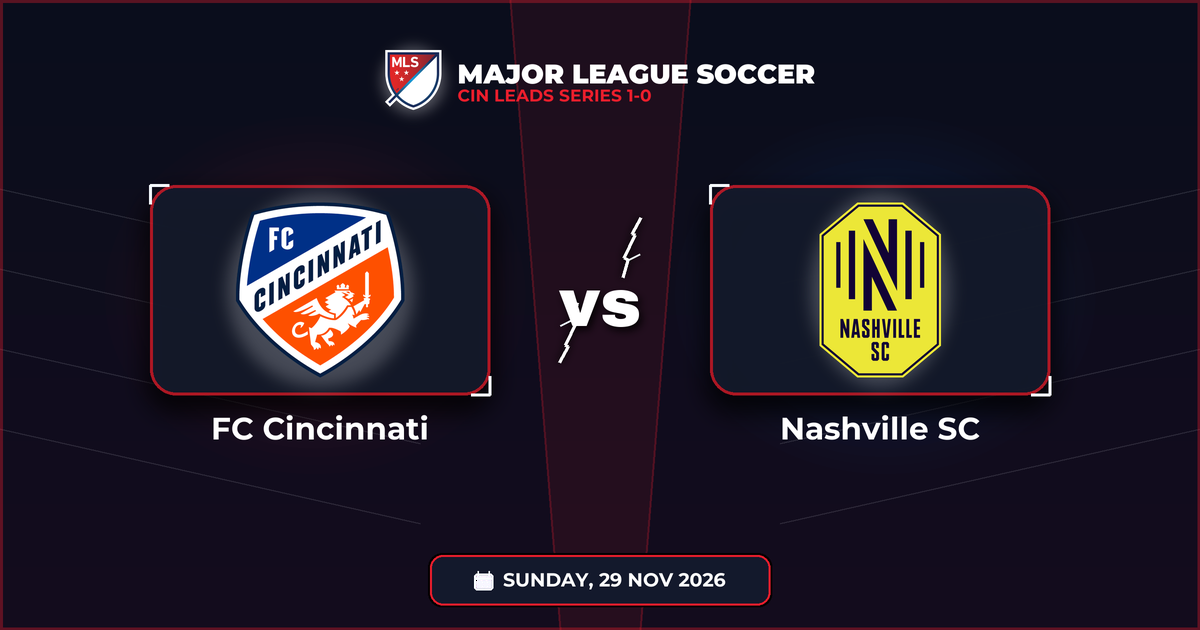 MLS
MAJOR LEAGUE SOCCER
CIN LEADS SERIES 1-0
FC
CINCINNATI
VS
NASHVILLE
SC
FC Cincinnati
Nashville SC
SUNDAY, 29 NOV 2026